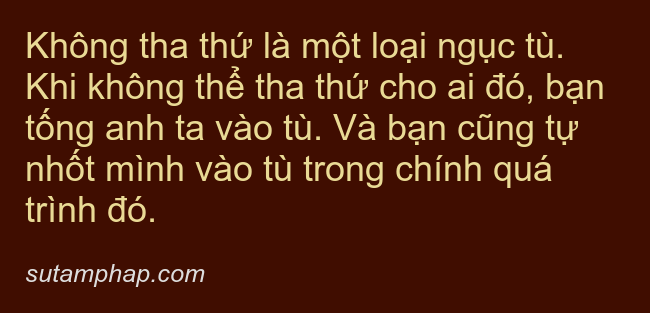 Không tha thứ là một loại ngục tù.
Khi không thể tha thứ cho ai đó, bạn
tống anh ta vào tù. Và bạn cũng tự
nhốt mình vào tù trong chính quá
trình đó.
sutamphap.com